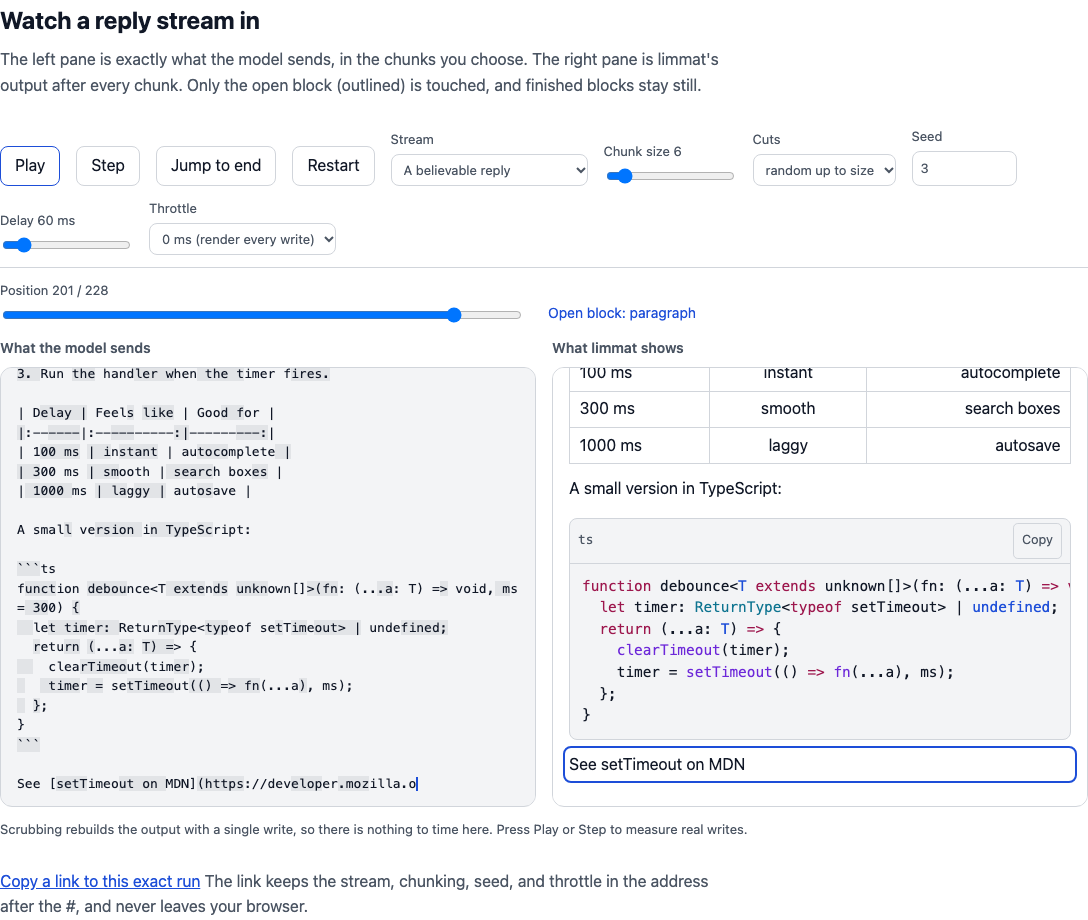 Watch a reply stream in
The left pane is exactly what the model sends, in the chunks you choose. The right pane is limmat's
output after every chunk. Only the open block (outlined) is touched, and finished blocks stay still.
Play
Step
Jump to end
Restart
Stream
A believable reply
Chunk size 6
Cuts
random up to size
Seed
3
Delay 60 ms
Throttle
0 ms (render every write)
Position 201 / 228
Open block: paragraph
What the model sends
3. Run the handler when the timer fires.
| Delay | Feels like | Good for |
|:------|:----------:|---------:|
| 100 ms | instant | autocomplete |
| 300 ms | smooth | search boxes |
| 1000 ms | laggy | autosave |
A small version in TypeScript:
```ts
function debounce<T extends unknown[]>(fn: (...a: T) => void, ms
= 300) {
  let timer: ReturnType<typeof setTimeout> | undefined;
  return (...a: T) => {
    clearTimeout(timer);
    timer = setTimeout(() => fn(...a), ms);
  };
}
```
See [setTimeout on MDN](https://developer.mozilla.o
What limmat shows
100 ms instant autocomplete
300 ms smooth search boxes
1000 ms laggy autosave
A small version in TypeScript:
ts
Copy
function debounce<T extends unknown[]>(fn: (...a: T) =>
  let timer: ReturnType<typeof setTimeout> | undefined;
  return (...a: T) => {
    clearTimeout(timer);
    timer = setTimeout(() => fn(...a), ms);
  };
}
See setTimeout on MDN
Scrubbing rebuilds the output with a single write, so there is nothing to time here. Press Play or Step to measure real writes.
Copy a link to this exact run The link keeps the stream, chunking, seed, and throttle in the address
after the #, and never leaves your browser.